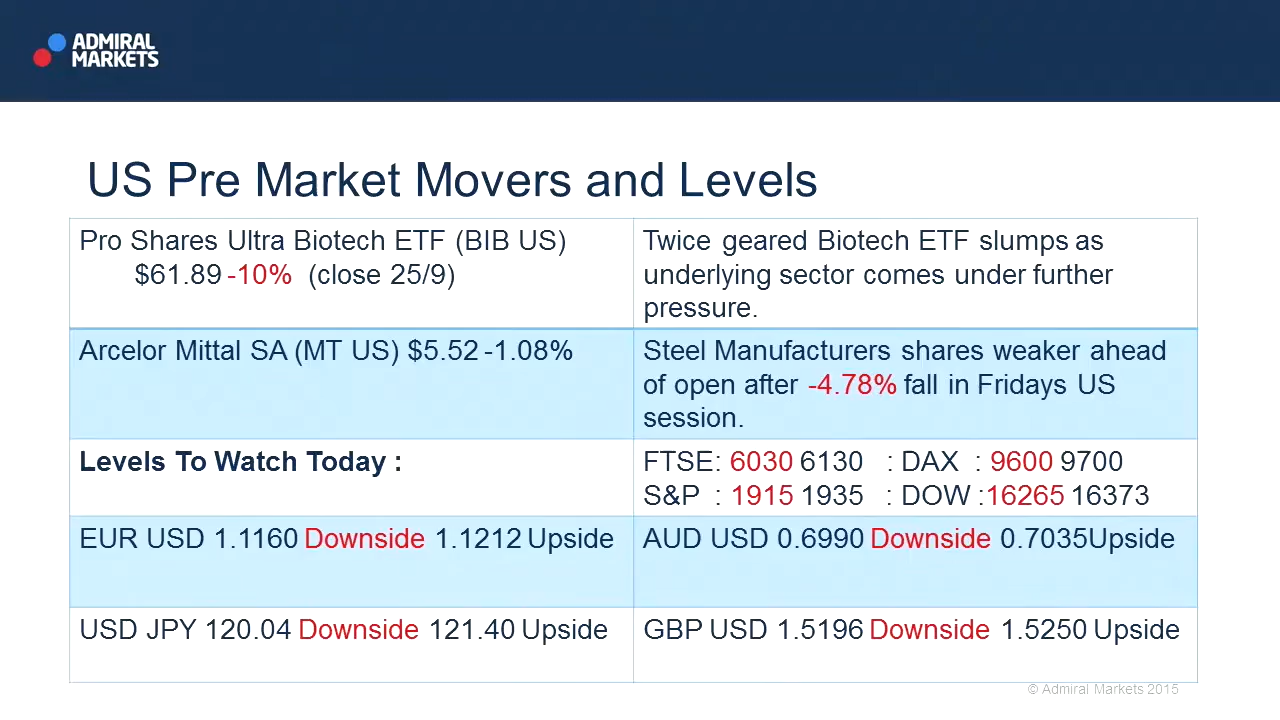 ADMIRAL
MARKETS
US Pre Market Movers and Levels
Pro Shares Ultra Biotech ETF (BIB US)
$61.89 -10% (close 25/9)
Twice geared Biotech ETF slumps as
underlying sector comes under further
pressure.
Arcelor Mittal SA (MT US) $5.52 -1.08%
Steel Manufacturers shares weaker ahead
of open after -4.78% fall in Fridays US
session.
Levels To Watch Today :
FTSE: 6030 6130 : DAX : 9600 9700
S&P : 1915 1935 : DOW :16265 16373
EUR USD 1.1160 Downside 1.1212 Upside
AUD USD 0.6990 Downside 0.7035Upside
USD JPY 120.04 Downside 121.40 Upside
GBP USD 1.5196 Downside 1.5250 Upside
© Admiral Markets 2015